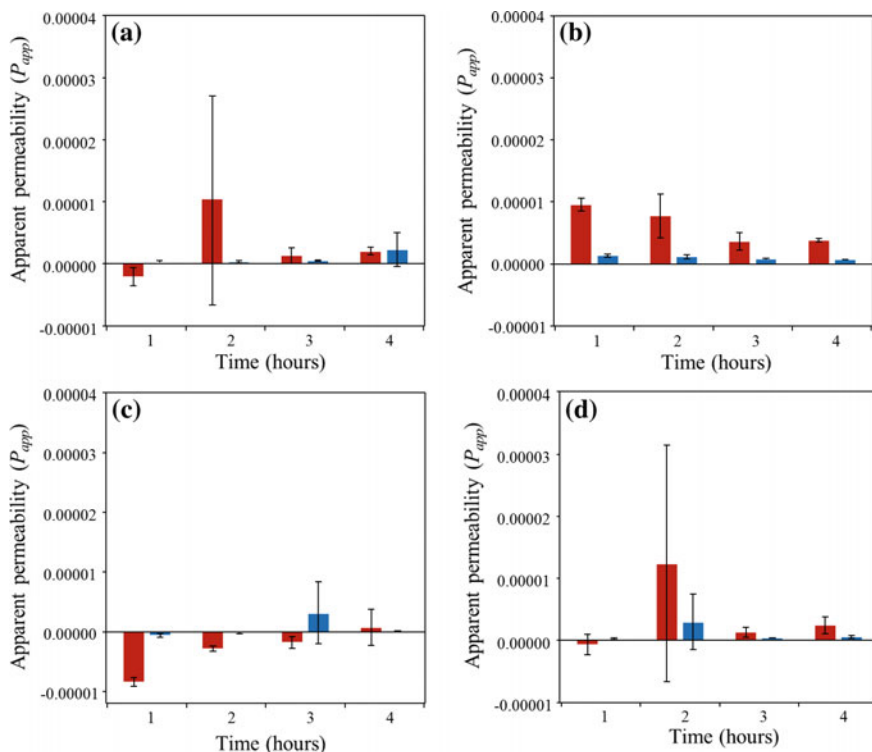 (a)
Apparent permeability (Papp)
0.00004
0.00003
0.00002
0.00001
0.00000
-0.00001
1 2 3 4
Time (hours)
(b)
Apparent permeability (Papp)
0.00004
0.00003
0.00002
0.00001
0.00000
-0.00001
1 2 3 4
Time (hours)
(c)
Apparent permeability (Papp)
0.00004
0.00003
0.00002
0.00001
0.00000
-0.00001
1 2 3 4
Time (hours)
(d)
Apparent permeability (Papp)
0.00004
0.00003
0.00002
0.00001
0.00000
-0.00001
1 2 3 4
Time (hours)